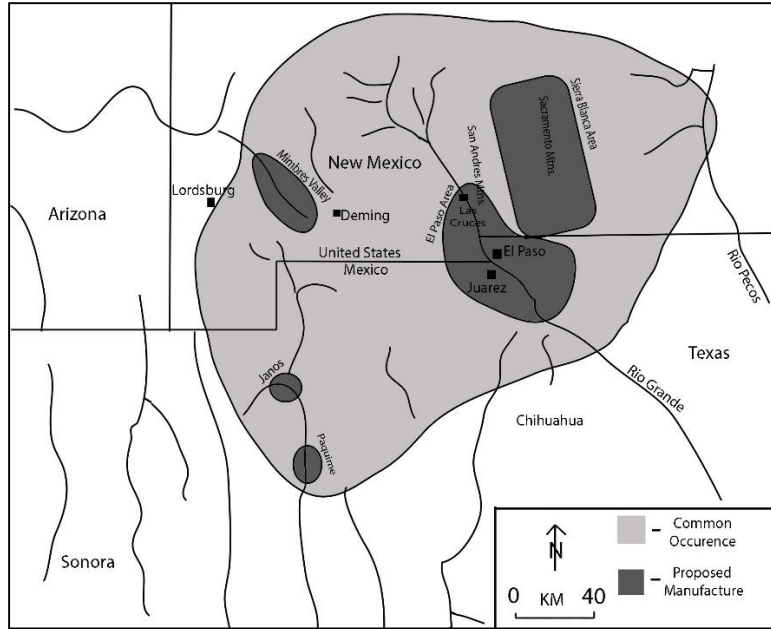 Sierra Blanca Area
Sacramento Mtns.
San Andres Mtns.
New Mexico
Mimbres Valley
Lordsburg
Arizona
Deming
El Paso Area
Las
Cruces
United States
Mexico
El Paso
Juarez
Rio Pecos
Texas
Janos
Rio Grande
Chihuahua
Paquime
Sonora
N
0 KM 40
– Common
Occurence
– Proposed
Manufacture